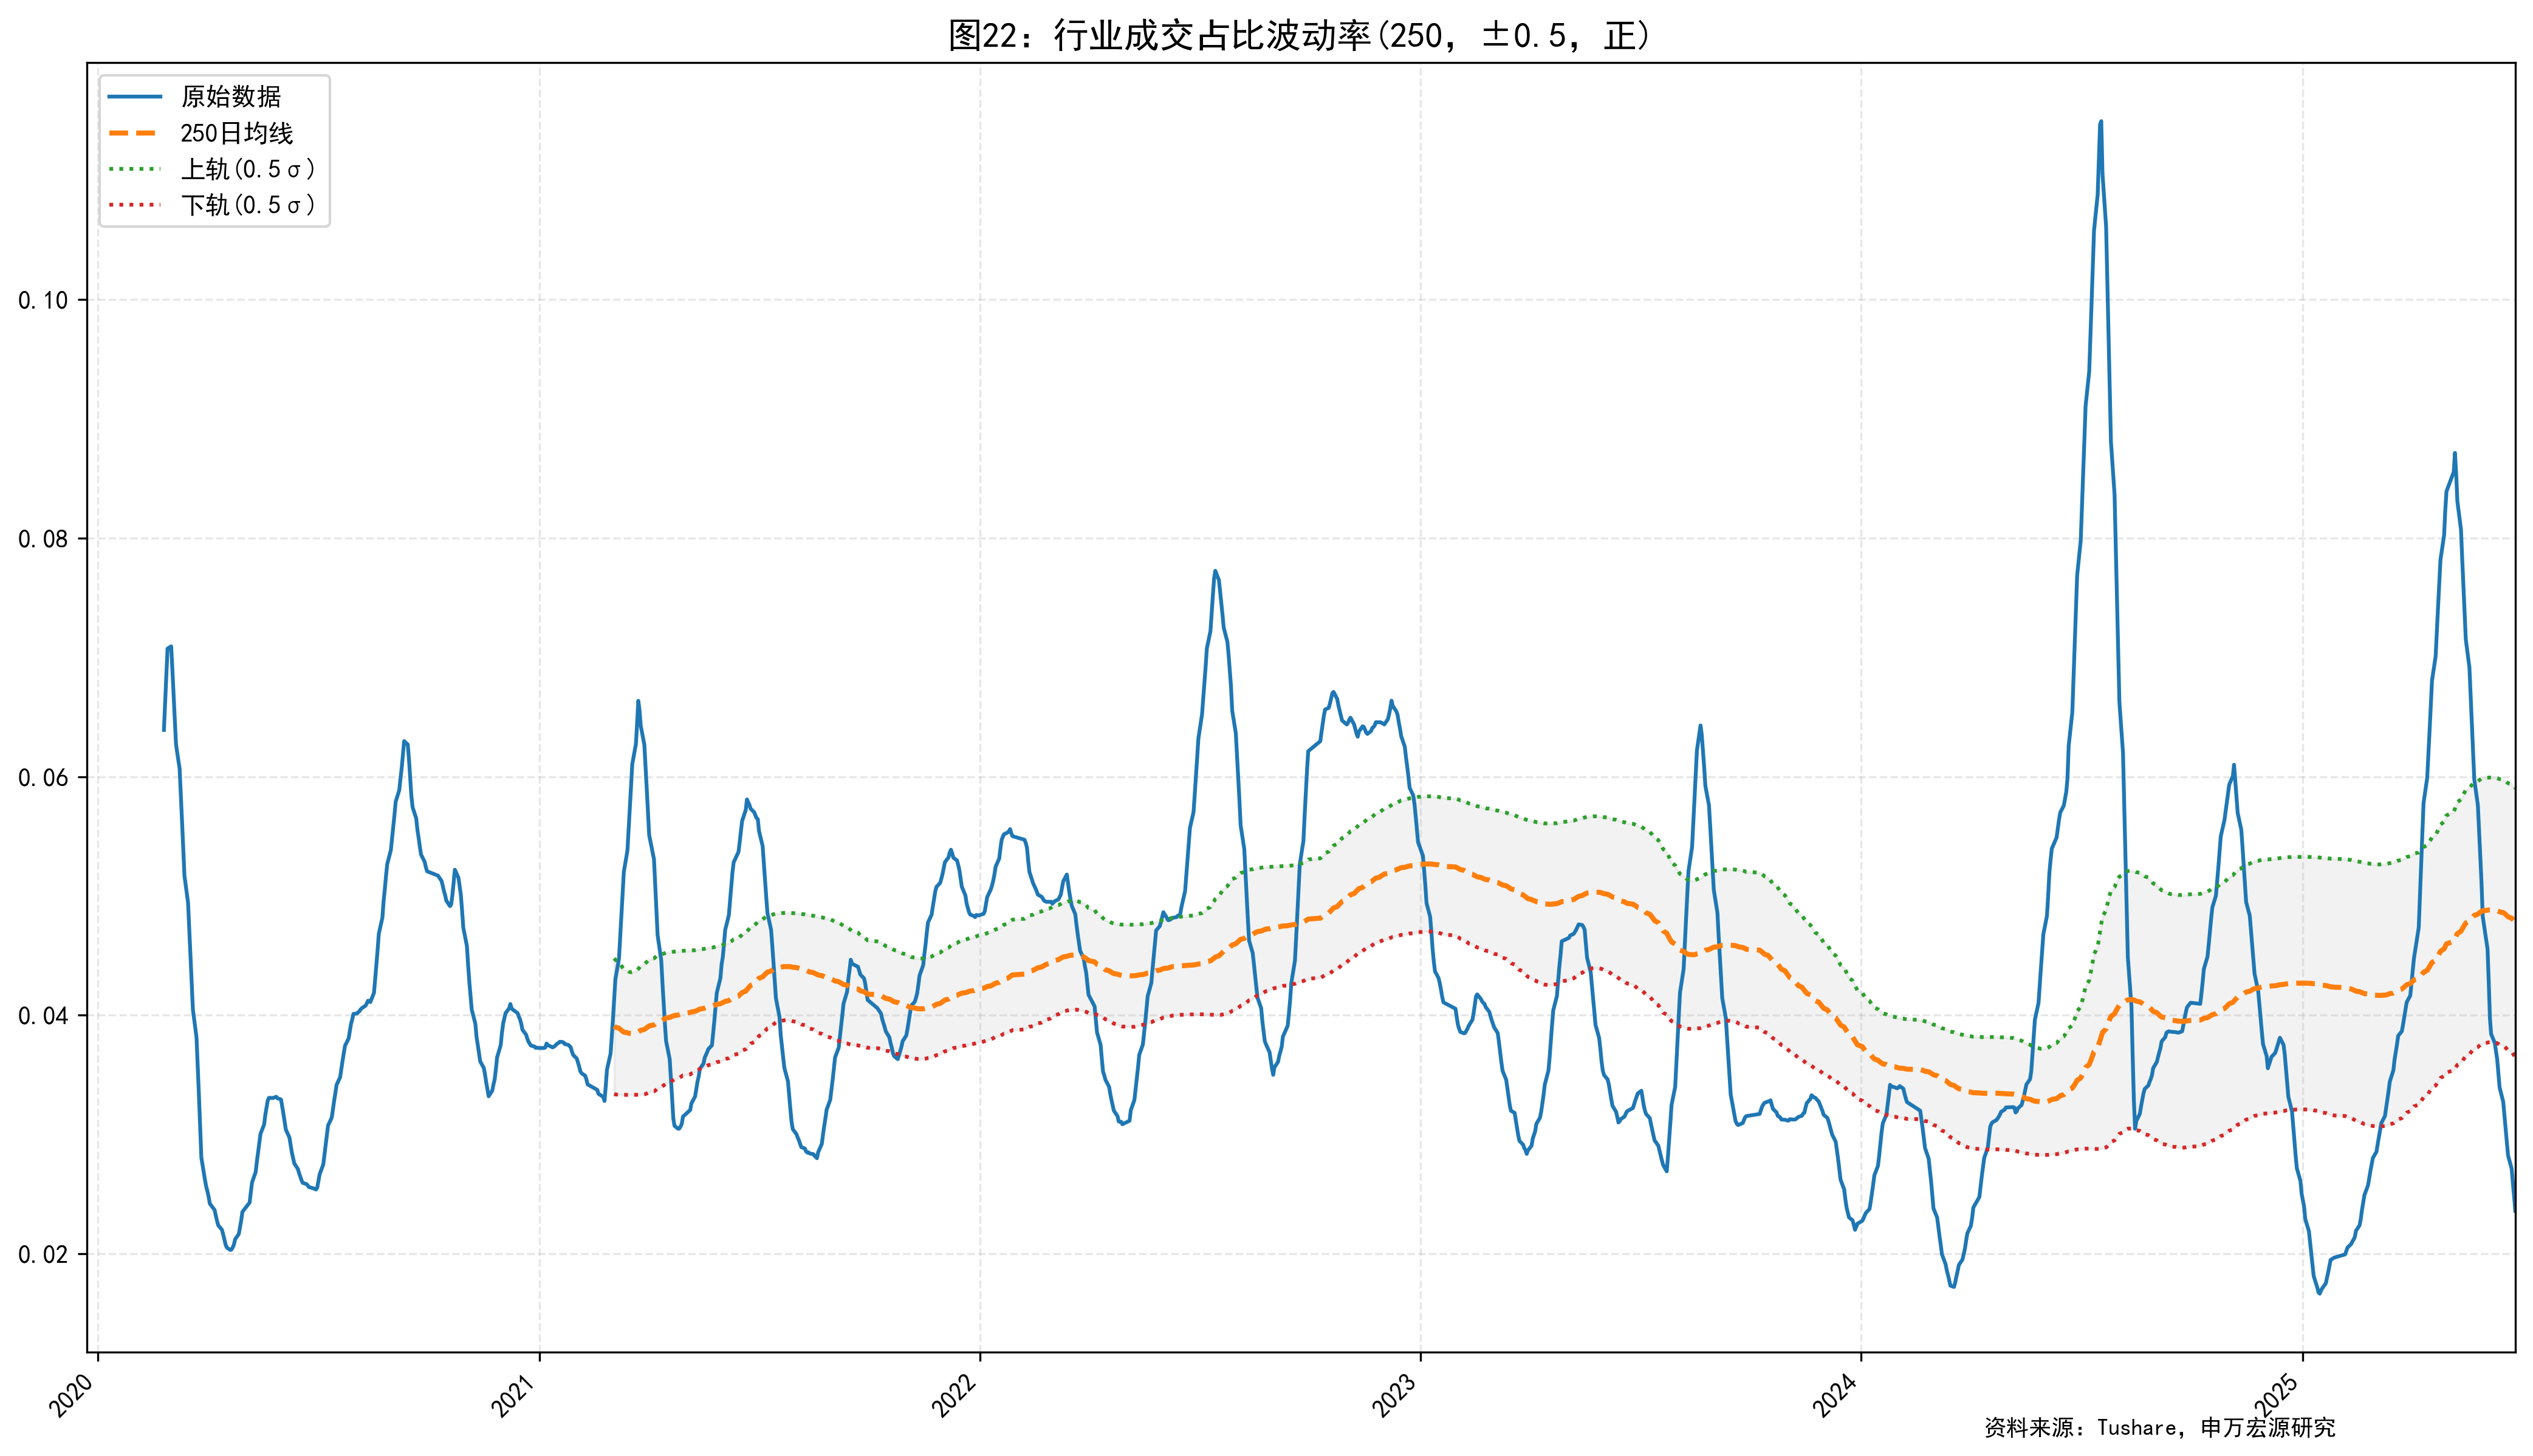 图22：行业成交占比波动率(250，±0.5，正)
原始数据
250日均线
上轨(0.5σ)
下轨(0.5σ)
0.10
0.08
0.06
0.04
0.02
2020
2021
2022
2023
2024
2025
资料来源：Tushare，申万宏源研究